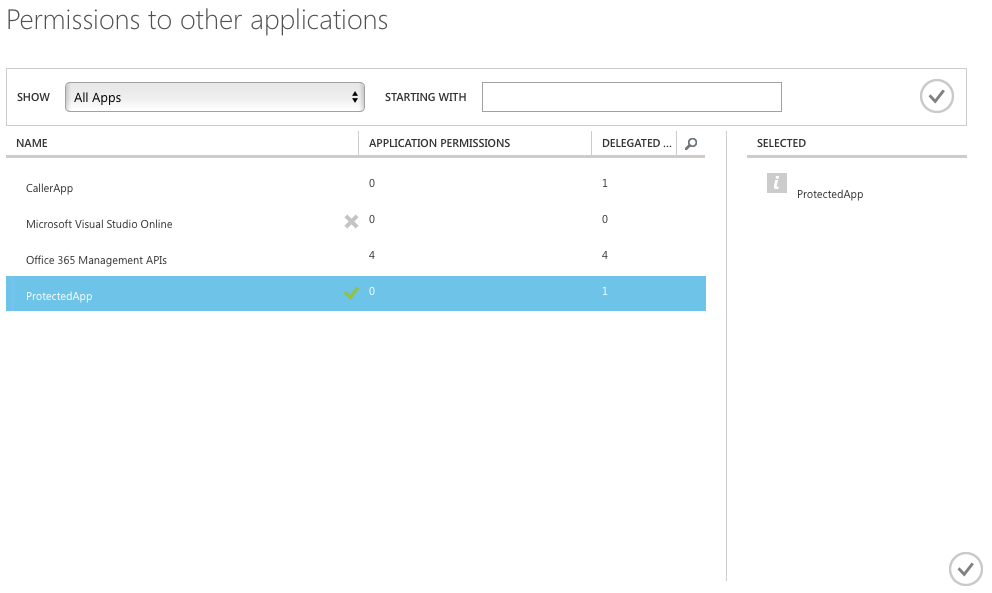 Permissions to other applications
SHOW All Apps STARTING WITH
NAME APPLICATION PERMISSIONS DELEGATED ... SELECTED
CallerApp 0 1
ProtectedApp
Microsoft Visual Studio Online 0 0
Office 365 Management APIs 4 4
ProtectedApp 0 1